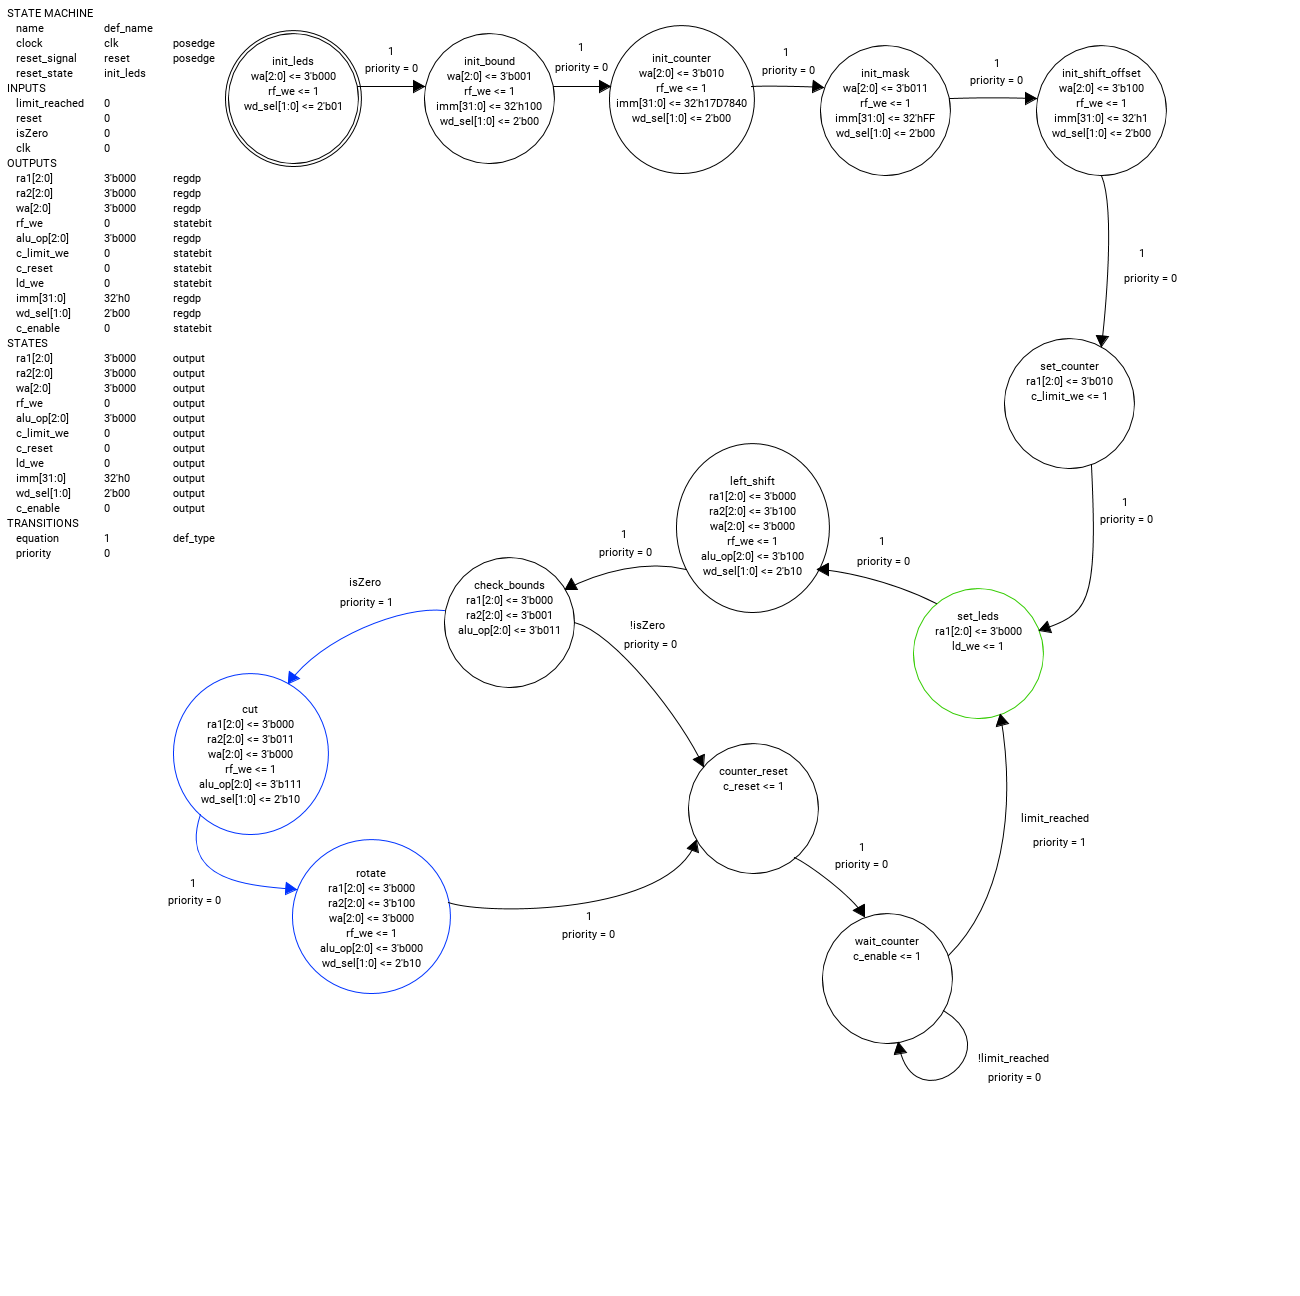 STATE MACHINE
name def_name
clock clk posedge
reset_signal reset posedge
reset_state init_leds
INPUTS
limit_reached 0
reset 0
isZero 0
clk 0
OUTPUTS
ra1[2:0] 3'b000 regdp
ra2[2:0] 3'b000 regdp
wa[2:0] 3'b000 regdp
rf_we 0 statebit
alu_op[2:0] 3'b000 regdp
c_limit_we 0 statebit
c_reset 0 statebit
ld_we 0 statebit
imm[31:0] 32'h0 regdp
wd_sel[1:0] 2'b00 regdp
c_enable 0 statebit
STATES
ra1[2:0] 3'b000 output
ra2[2:0] 3'b000 output
wa[2:0] 3'b000 output
rf_we 0 output
alu_op[2:0] 3'b000 output
c_limit_we 0 output
c_reset 0 output
ld_we 0 output
imm[31:0] 32'h0 output
wd_sel[1:0] 2'b00 output
c_enable 0 output
TRANSITIONS
equation 1 def_type
priority 0
init_leds
wa[2:0] <= 3'b000
rf_we <= 1
wd_sel[1:0] <= 2'b01
1
priority = 0
init_bound
wa[2:0] <= 3'b001
rf_we <= 1
imm[31:0] <= 32'h100
wd_sel[1:0] <= 2'b00
1
priority = 0
init_counter
wa[2:0] <= 3'b010
rf_we <= 1
imm[31:0] <= 32'h17D7840
wd_sel[1:0] <= 2'b00
1
priority = 0
init_mask
wa[2:0] <= 3'b011
rf_we <= 1
imm[31:0] <= 32'hFF
wd_sel[1:0] <= 2'b00
1
priority = 0
init_shift_offset
wa[2:0] <= 3'b100
rf_we <= 1
imm[31:0] <= 32'h1
wd_sel[1:0] <= 2'b00
1
priority = 0
set_counter
ra1[2:0] <= 3'b010
c_limit_we <= 1
1
priority = 0
set_leds
ra1[2:0] <= 3'b000
ld_we <= 1
1
priority = 0
left_shift
ra1[2:0] <= 3'b000
ra2[2:0] <= 3'b100
wa[2:0] <= 3'b000
rf_we <= 1
alu_op[2:0] <= 3'b100
wd_sel[1:0] <= 2'b10
1
priority = 0
check_bounds
ra1[2:0] <= 3'b000
ra2[2:0] <= 3'b001
alu_op[2:0] <= 3'b011
isZero
priority = 1
!isZero
priority = 0
cut
ra1[2:0] <= 3'b000
ra2[2:0] <= 3'b011
wa[2:0] <= 3'b000
rf_we <= 1
alu_op[2:0] <= 3'b111
wd_sel[1:0] <= 2'b10
1
priority = 0
rotate
ra1[2:0] <= 3'b000
ra2[2:0] <= 3'b100
wa[2:0] <= 3'b000
rf_we <= 1
alu_op[2:0] <= 3'b000
wd_sel[1:0] <= 2'b10
1
priority = 0
counter_reset
c_reset <= 1
1
priority = 0
wait_counter
c_enable <= 1
limit_reached
priority = 1
!limit_reached
priority = 0